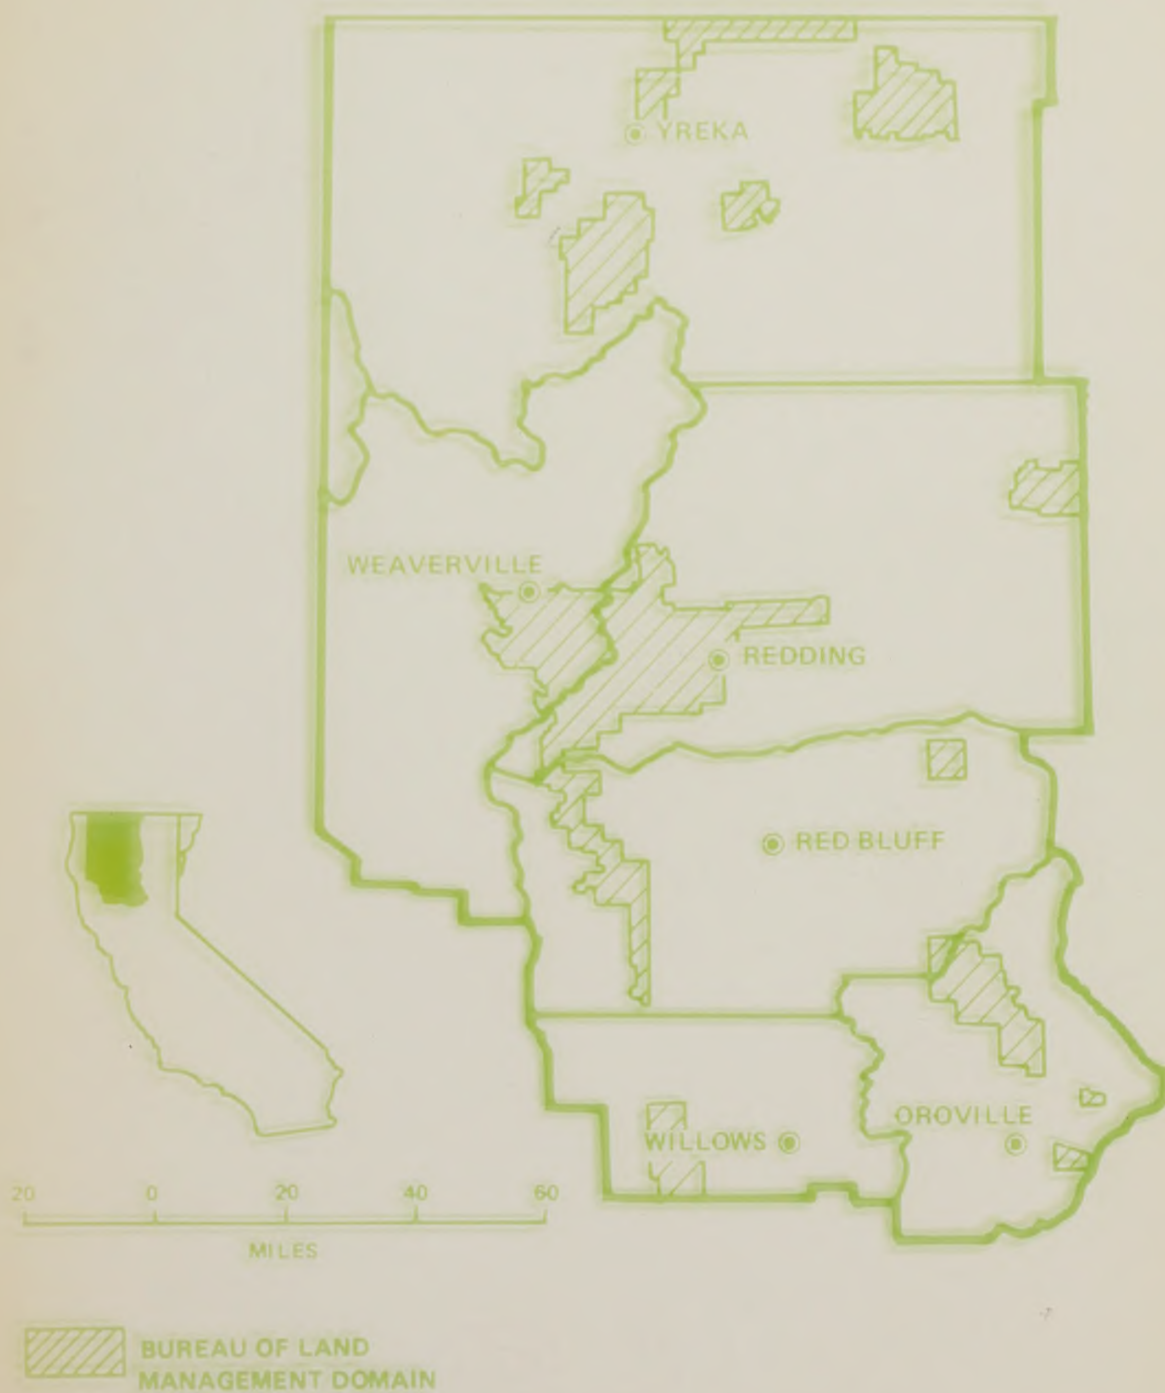 YREKA
WEAVERVILLE
REDDING
RED BLUFF
OROVILLE
WILLOWS
20 0 20 40 60
MILES
BUREAU OF LAND
MANAGEMENT DOMAIN